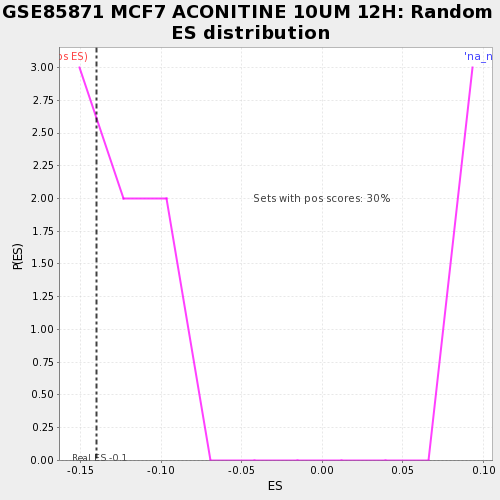 GSE85871 MCF7 ACONITINE 10UM 12H: Random
ES distribution
3.00
2.75
2.50
2.25
2.00
1.75
1.50
1.25
1.00
0.75
0.50
0.25
0.00
P(ES)
os ES)
'na_n
Sets with pos scores: 30%
Real ES -0.1
-0.15
-0.10
-0.05
0.00
0.05
0.10
ES